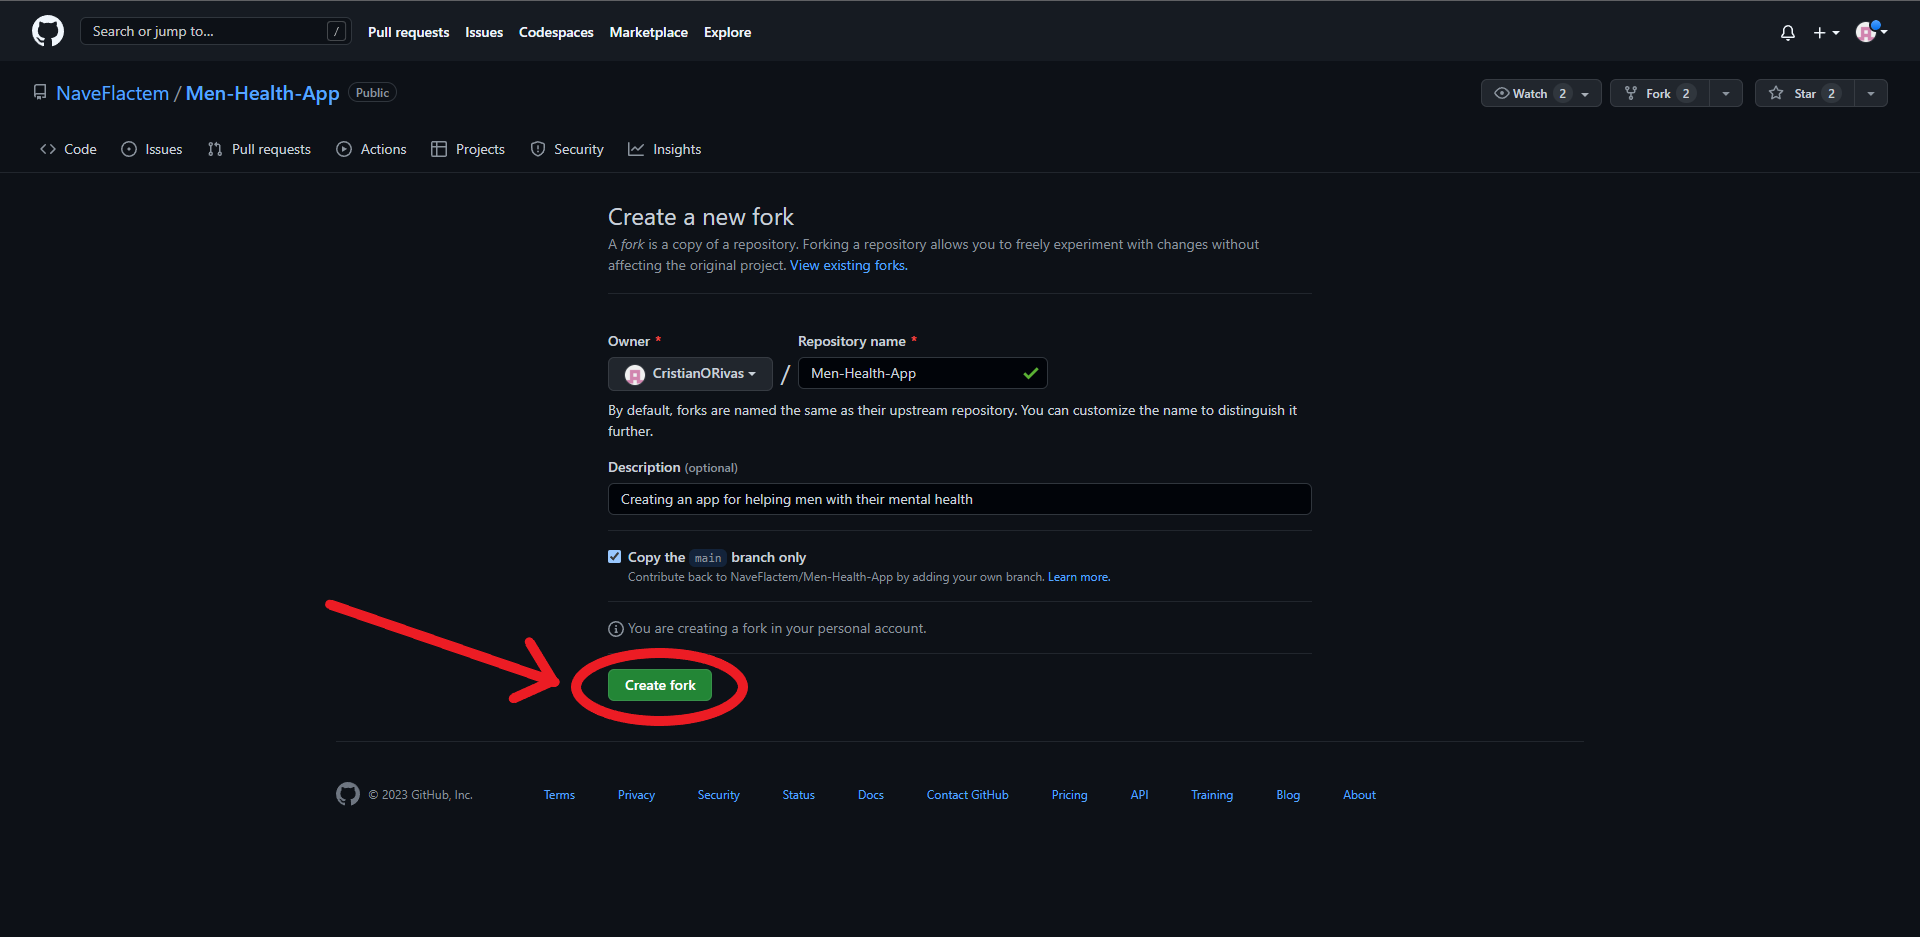 Search or jump to... / Pull requests Issues Codespaces Marketplace Explore
NaveFlactem / Men-Health-App Public Watch 2 Fork 2 Star 2
Code Issues Pull requests Actions Projects Security Insights
Create a new fork
A fork is a copy of a repository. Forking a repository allows you to freely experiment with changes without
affecting the original project. View existing forks.
Owner * Repository name *
CristianORivas / Men-Health-App
By default, forks are named the same as their upstream repository. You can customize the name to distinguish it
further.
Description (optional)
Creating an app for helping men with their mental health
Copy the main branch only
Contribute back to NaveFlactem/Men-Health-App by adding your own branch. Learn more.
You are creating a fork in your personal account.
Create fork
© 2023 GitHub, Inc. Terms Privacy Security Status Docs Contact GitHub Pricing API Training Blog About